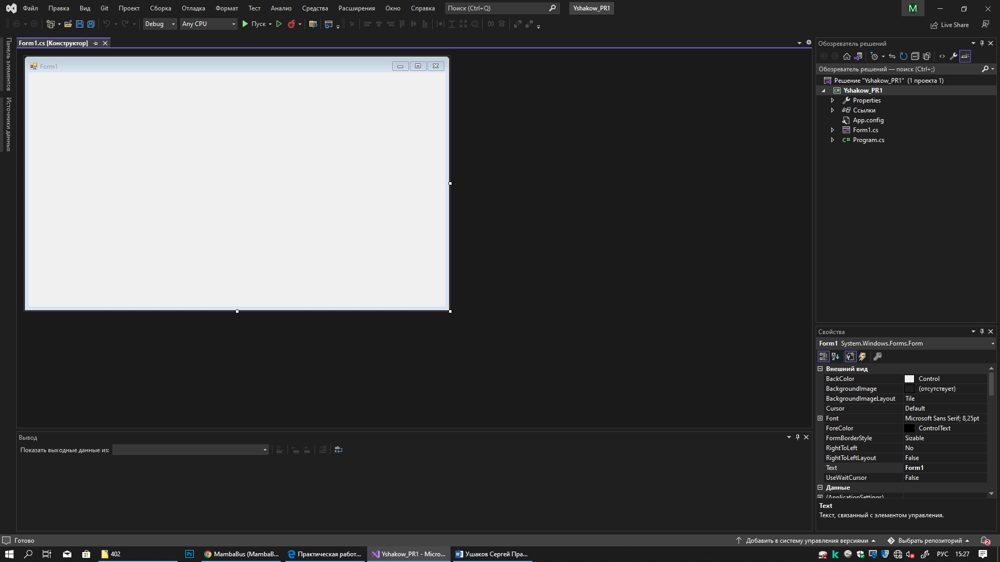 Файл Правка Вид Git Проект Сборка Отладка Формат Тест Анализ Средства Расширения Окно Справка Поиск (Ctrl+Q) Yshakow_PR1 M
Debug Any CPU Пуск Live Share
Панель элементов
Источники данных
Form1.cs [Конструктор]
Form1
Обозреватель решений
Обозреватель решений — поиск (Ctrl+;)
Решение "Yshakow_PR1" (1 проекта 1)
Yshakow_PR1
Properties
Ссылки
App.config
Form1.cs
Program.cs
Свойства
Form1 System.Windows.Forms.Form
Внешний вид
BackColor Control
BackgroundImage (отсутствует)
BackgroundImageLayout Tile
Cursor Default
Font Microsoft Sans Serif; 8,25pt
ForeColor ControlText
FormBorderStyle Sizable
RightToLeft No
RightToLeftLayout False
Text Form1
UseWaitCursor False
Данные
(ApplicationSettings)
Text
Текст, связанный с элементом управления.
Вывод
Показать выходные данные из:
Готово Добавить в систему управления версиями Выбрать репозиторий 2
402 Ps MambaBus (MambaB... Практическая работ... Yshakow_PR1 - Micro... Ушаков Сергей Пра... РУС 15:27